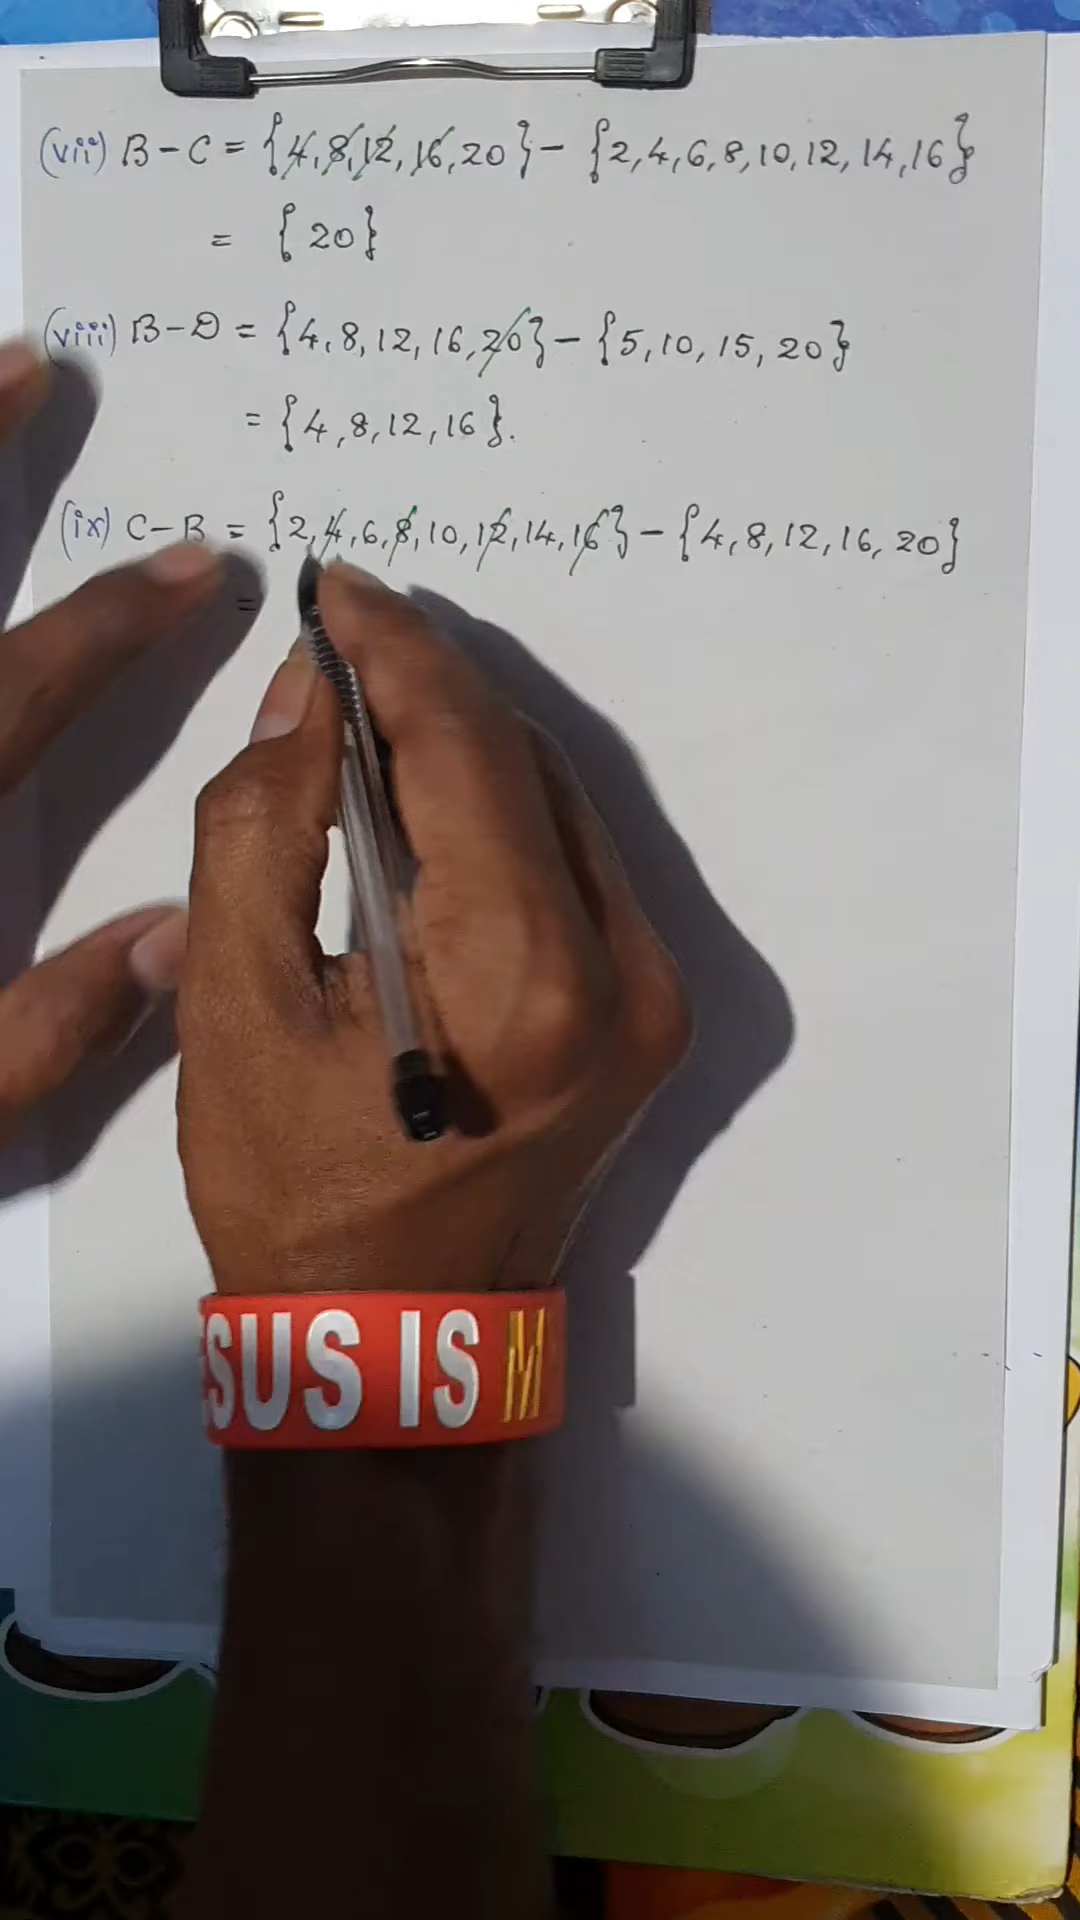 (vii) B-C = {4,8,12,16,20} - {2,4,6,8,10,12,14,16}
= {20}
(viii) B-D = {4,8,12,16,20} - {5,10,15,20}
= {4,8,12,16}.
(ix) C-B = {2,4,6,8,10,12,14,16} - {4,8,12,16,20}
=
SUS IS M